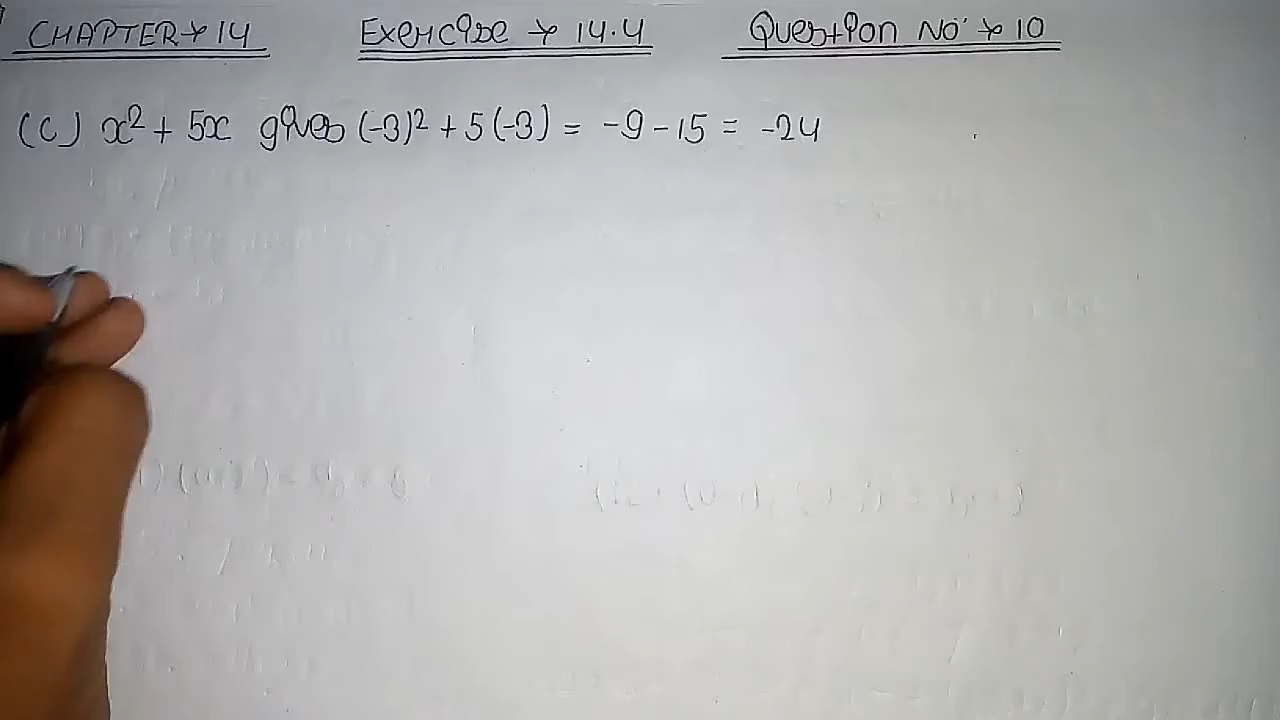 CHAPTER → 14 Exercise → 14.4 Question No. → 10
(c) x² + 5x gives (-3)² + 5(-3) = -9 - 15 = -24